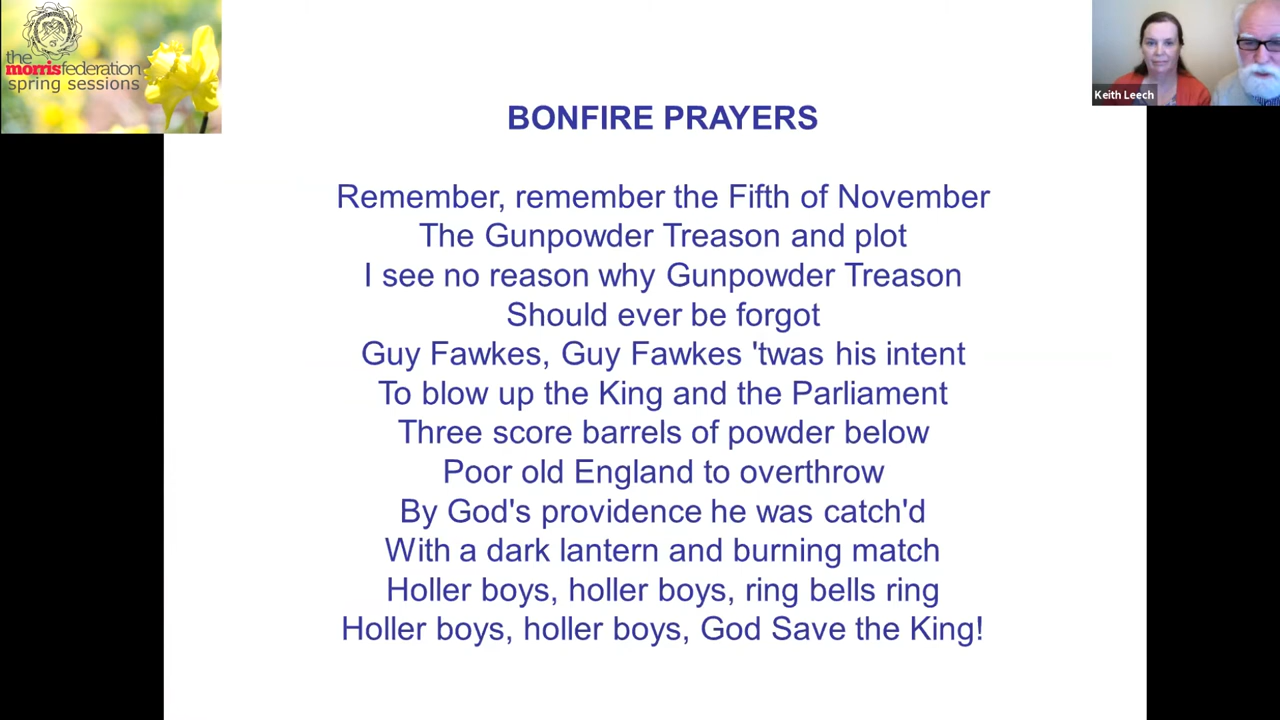 the
morrisfederation
spring sessions
Keith Leech
BONFIRE PRAYERS
Remember, remember the Fifth of November
The Gunpowder Treason and plot
I see no reason why Gunpowder Treason
Should ever be forgot
Guy Fawkes, Guy Fawkes 'twas his intent
To blow up the King and the Parliament
Three score barrels of powder below
Poor old England to overthrow
By God's providence he was catch'd
With a dark lantern and burning match
Holler boys, holler boys, ring bells ring
Holler boys, holler boys, God Save the King!